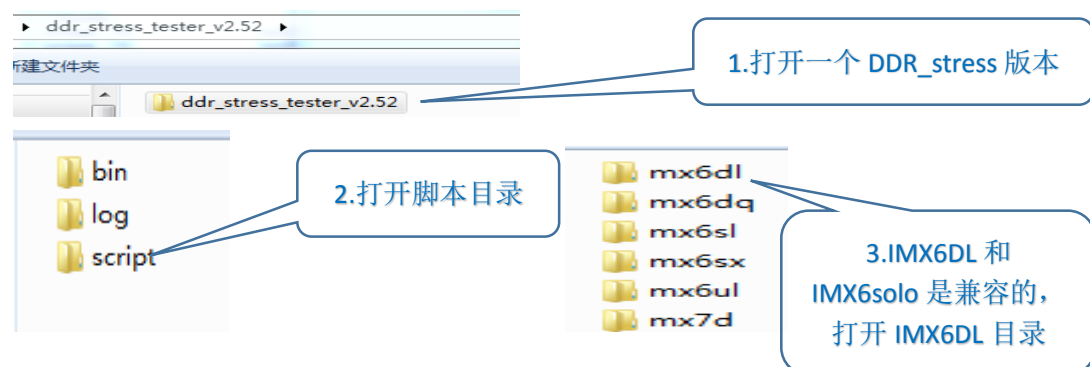 ddr_stress_tester_v2.52
新建文件夹
ddr_stress_tester_v2.52
1.打开一个 DDR_stress 版本
bin
log
script
2.打开脚本目录
mx6dl
mx6dq
mx6sl
mx6sx
mx6ul
mx7d
3.IMX6DL 和
IMX6solo 是兼容的，
打开 IMX6DL 目录